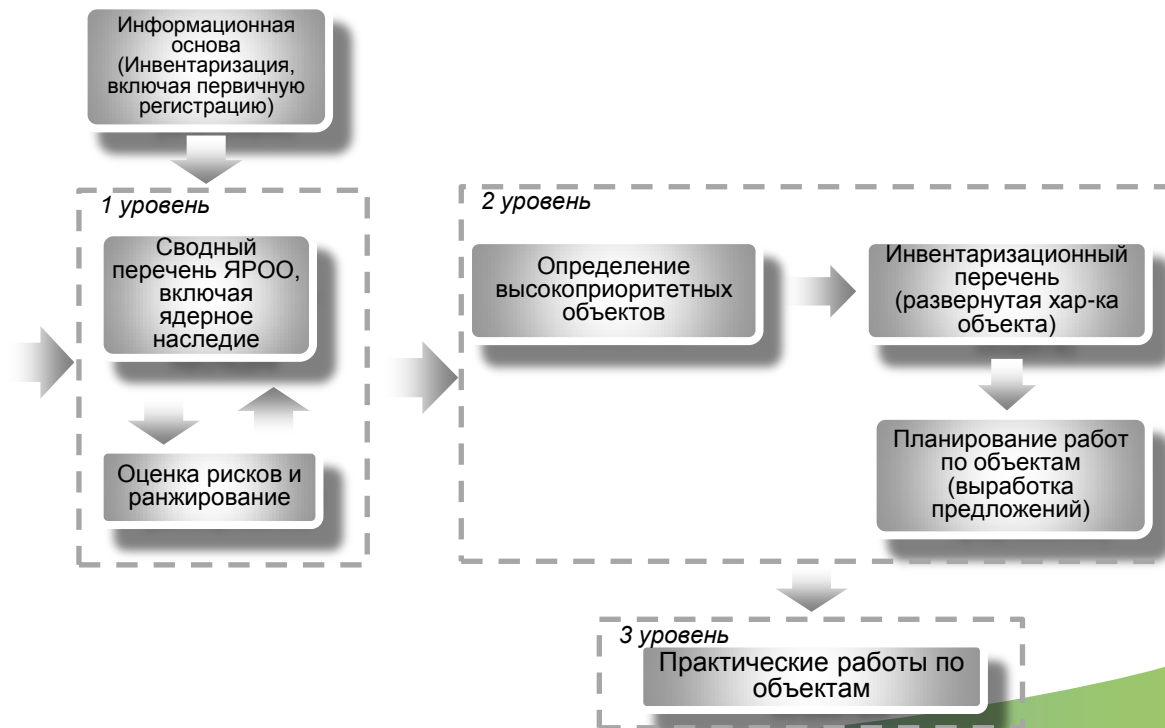 Информационная
основа
(Инвентаризация,
включая первичную
регистрацию)
1 уровень
Сводный
перечень ЯРОО,
включая
ядерное
наследие
Оценка рисков и
ранжирование
2 уровень
Определение
высокоприоритетных
объектов
Инвентаризационный
перечень
(развернутая хар-ка
объекта)
Планирование работ
по объектам
(выработка
предложений)
3 уровень
Практические работы по
объектам